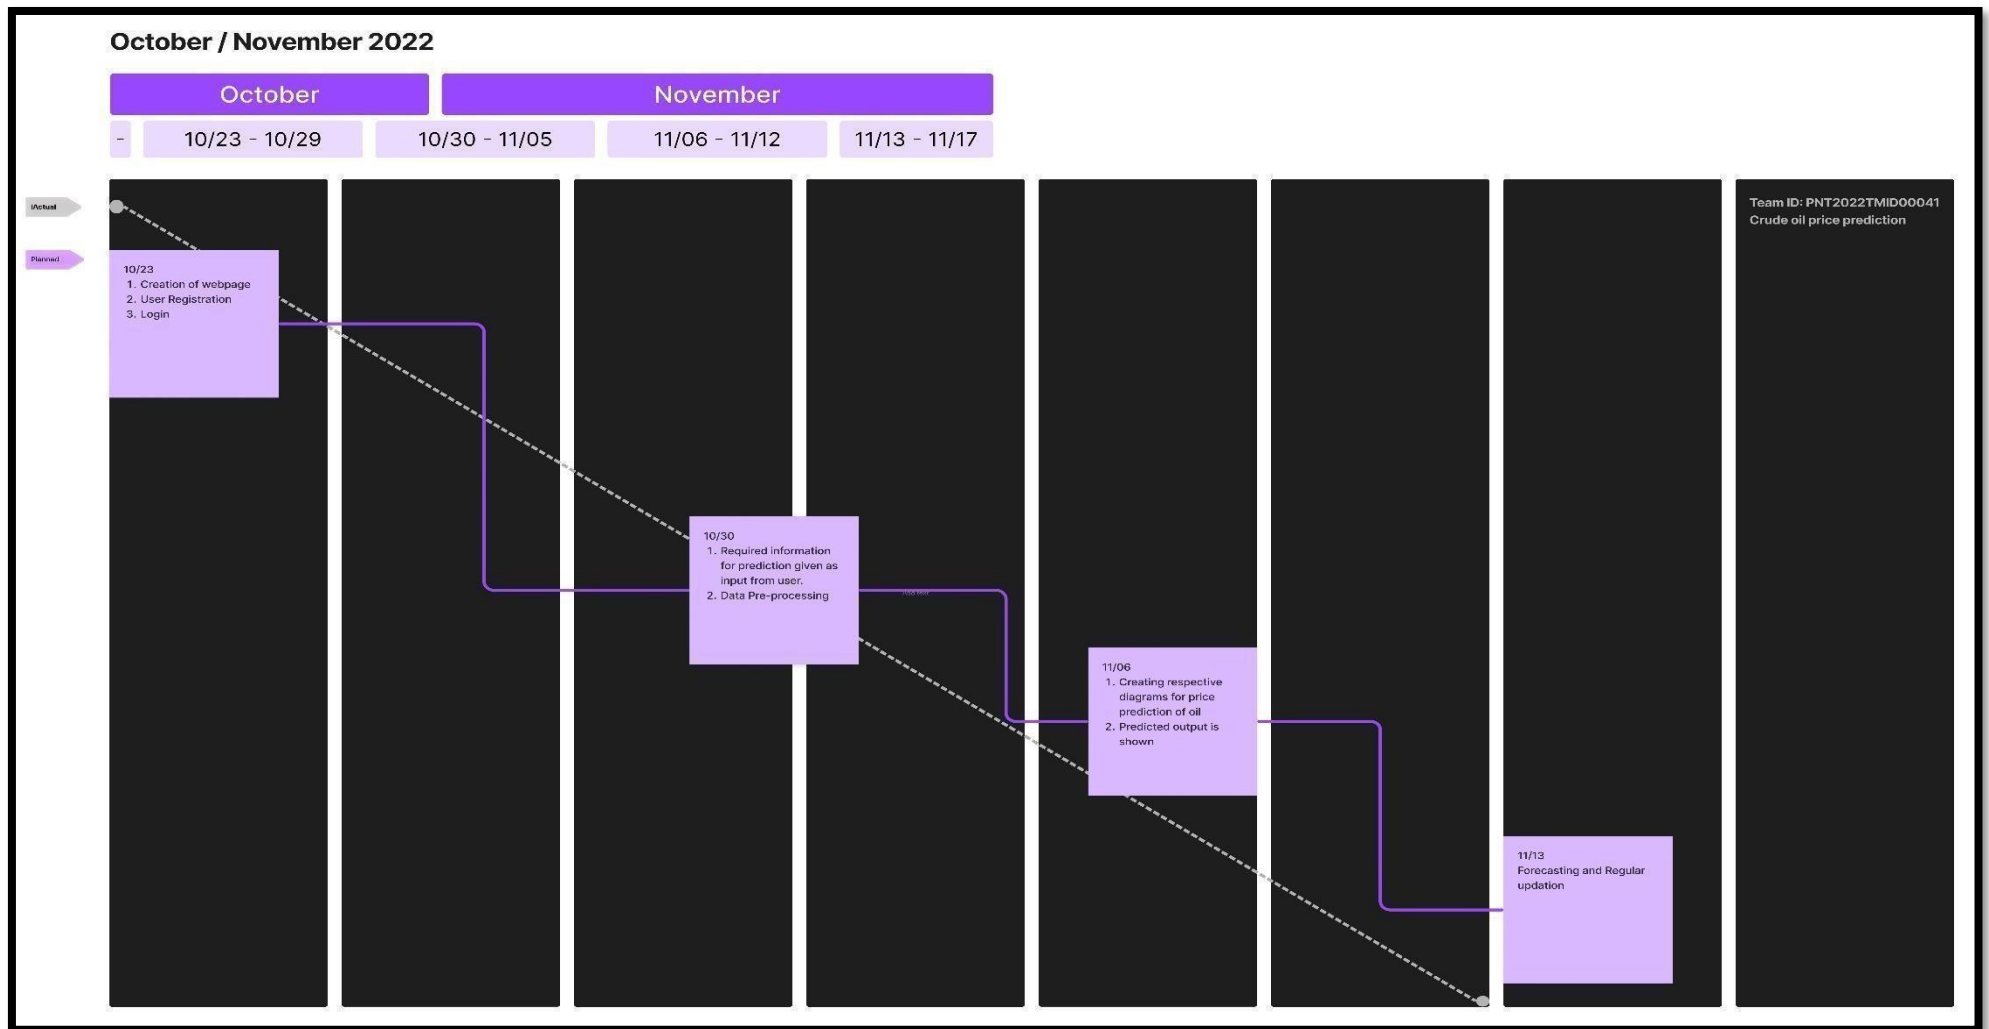 October / November 2022
October
November
-
10/23 - 10/29
10/30 - 11/05
11/06 - 11/12
11/13 - 11/17
iActual
Planned
Team ID: PNT2022TMID00041
Crude oil price prediction
10/23
1. Creation of webpage
2. User Registration
3. Login
10/30
1. Required information
for prediction given as
input from user.
2. Data Pre-processing
Add text
11/06
1. Creating respective
diagrams for price
prediction of oil
2. Predicted output is
shown
11/13
Forecasting and Regular
updation